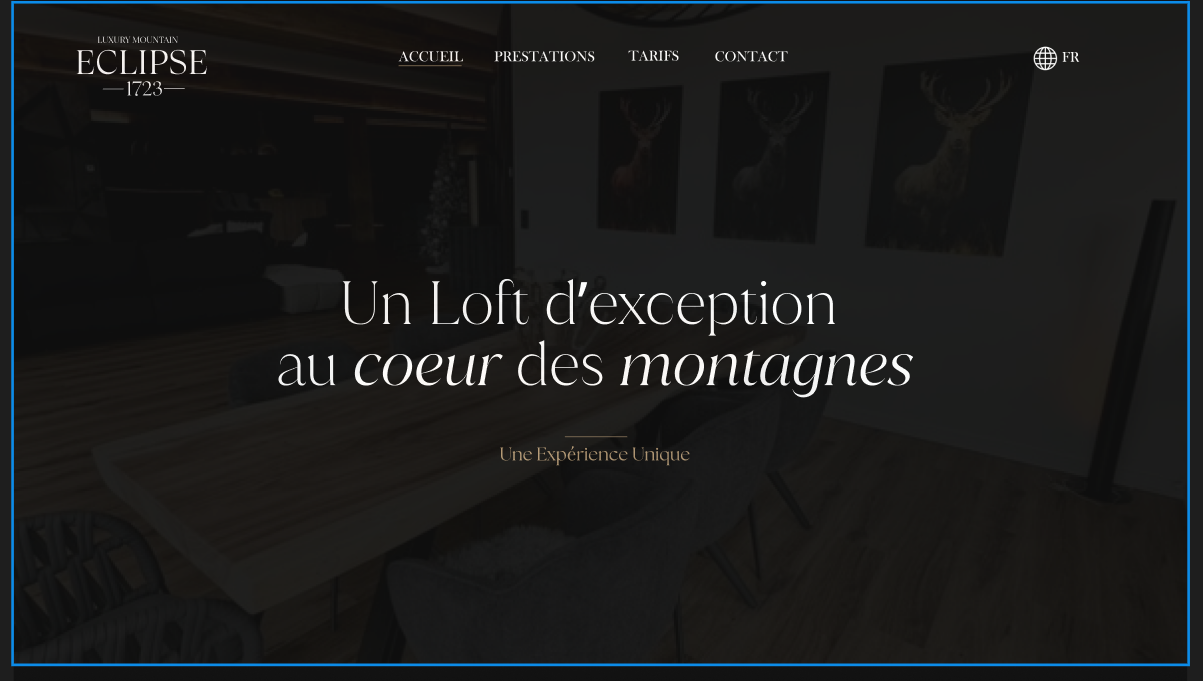 LUXURY MOUNTAIN
ECLIPSE
1723
ACCUEIL PRESTATIONS TARIFS CONTACT
FR
Un Loft d'exception
au coeur des montagnes
Une Expérience Unique